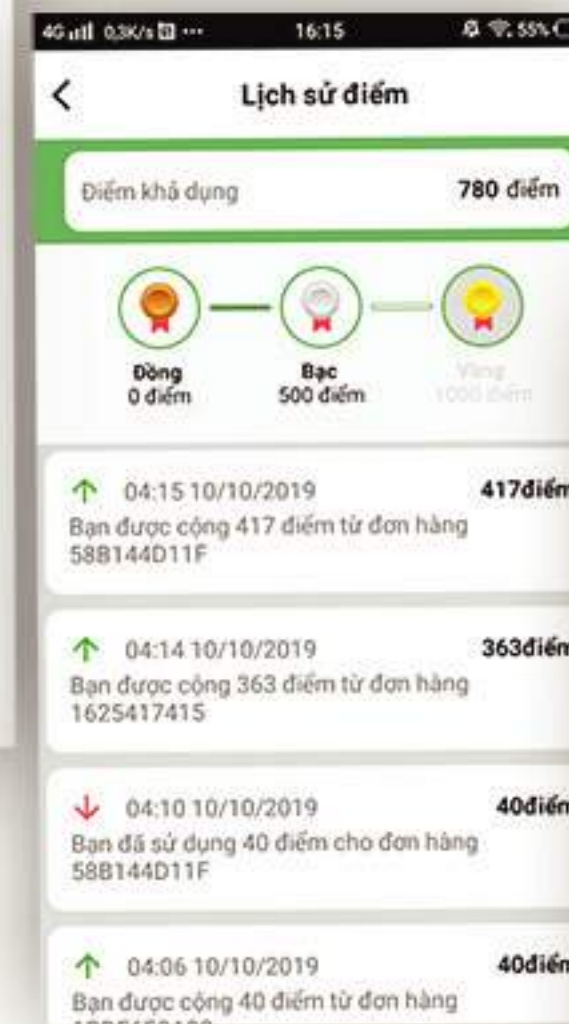 4G 0,3K/s ··· 16:15 55%
Lịch sử điểm
Điểm khả dụng 780 điểm
Đồng Bạc Vàng
0 điểm 500 điểm 1000 điểm
04:15 10/10/2019 417điểm
Bạn được cộng 417 điểm từ đơn hàng
58B144D11F
04:14 10/10/2019 363điểm
Bạn được cộng 363 điểm từ đơn hàng
1625417415
04:10 10/10/2019 40điểm
Bạn đã sử dụng 40 điểm cho đơn hàng
58B144D11F
04:06 10/10/2019 40điểm
Bạn được cộng 40 điểm từ đơn hàng